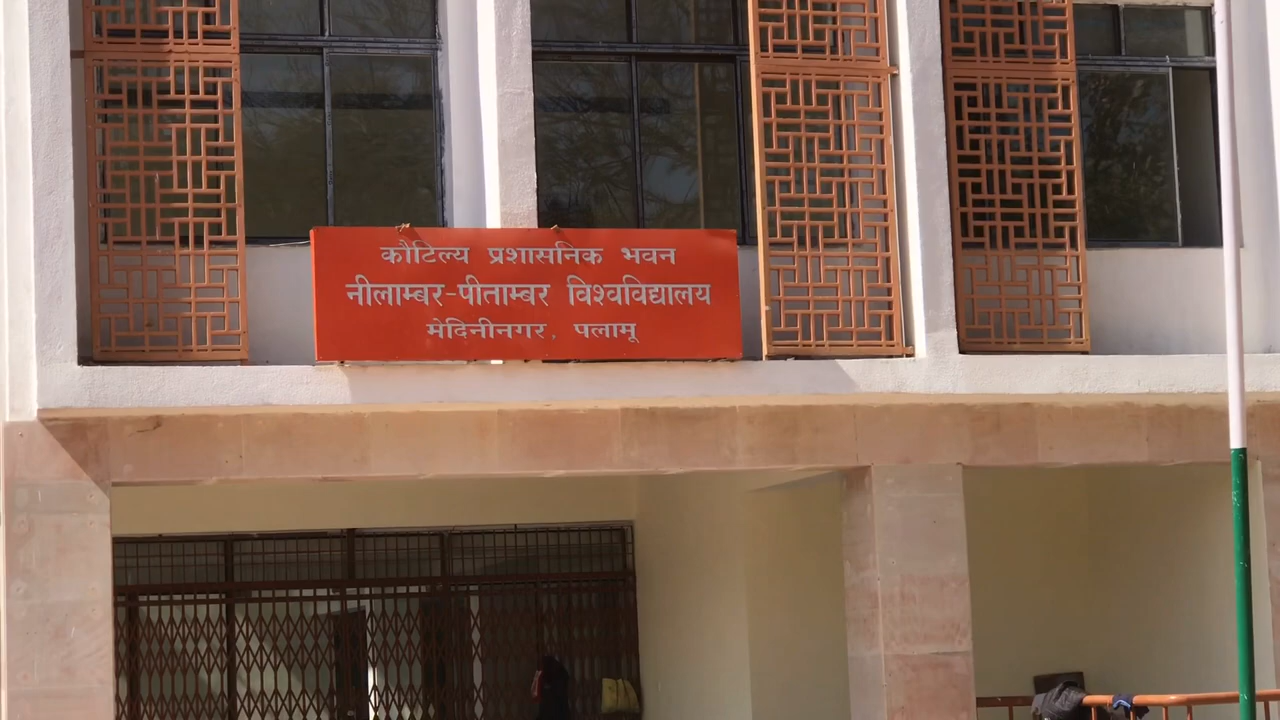 कौटिल्य प्रशासनिक भवन
नीलाम्बर-पीताम्बर विश्वविद्यालय
मेदिनीनगर, पलामू